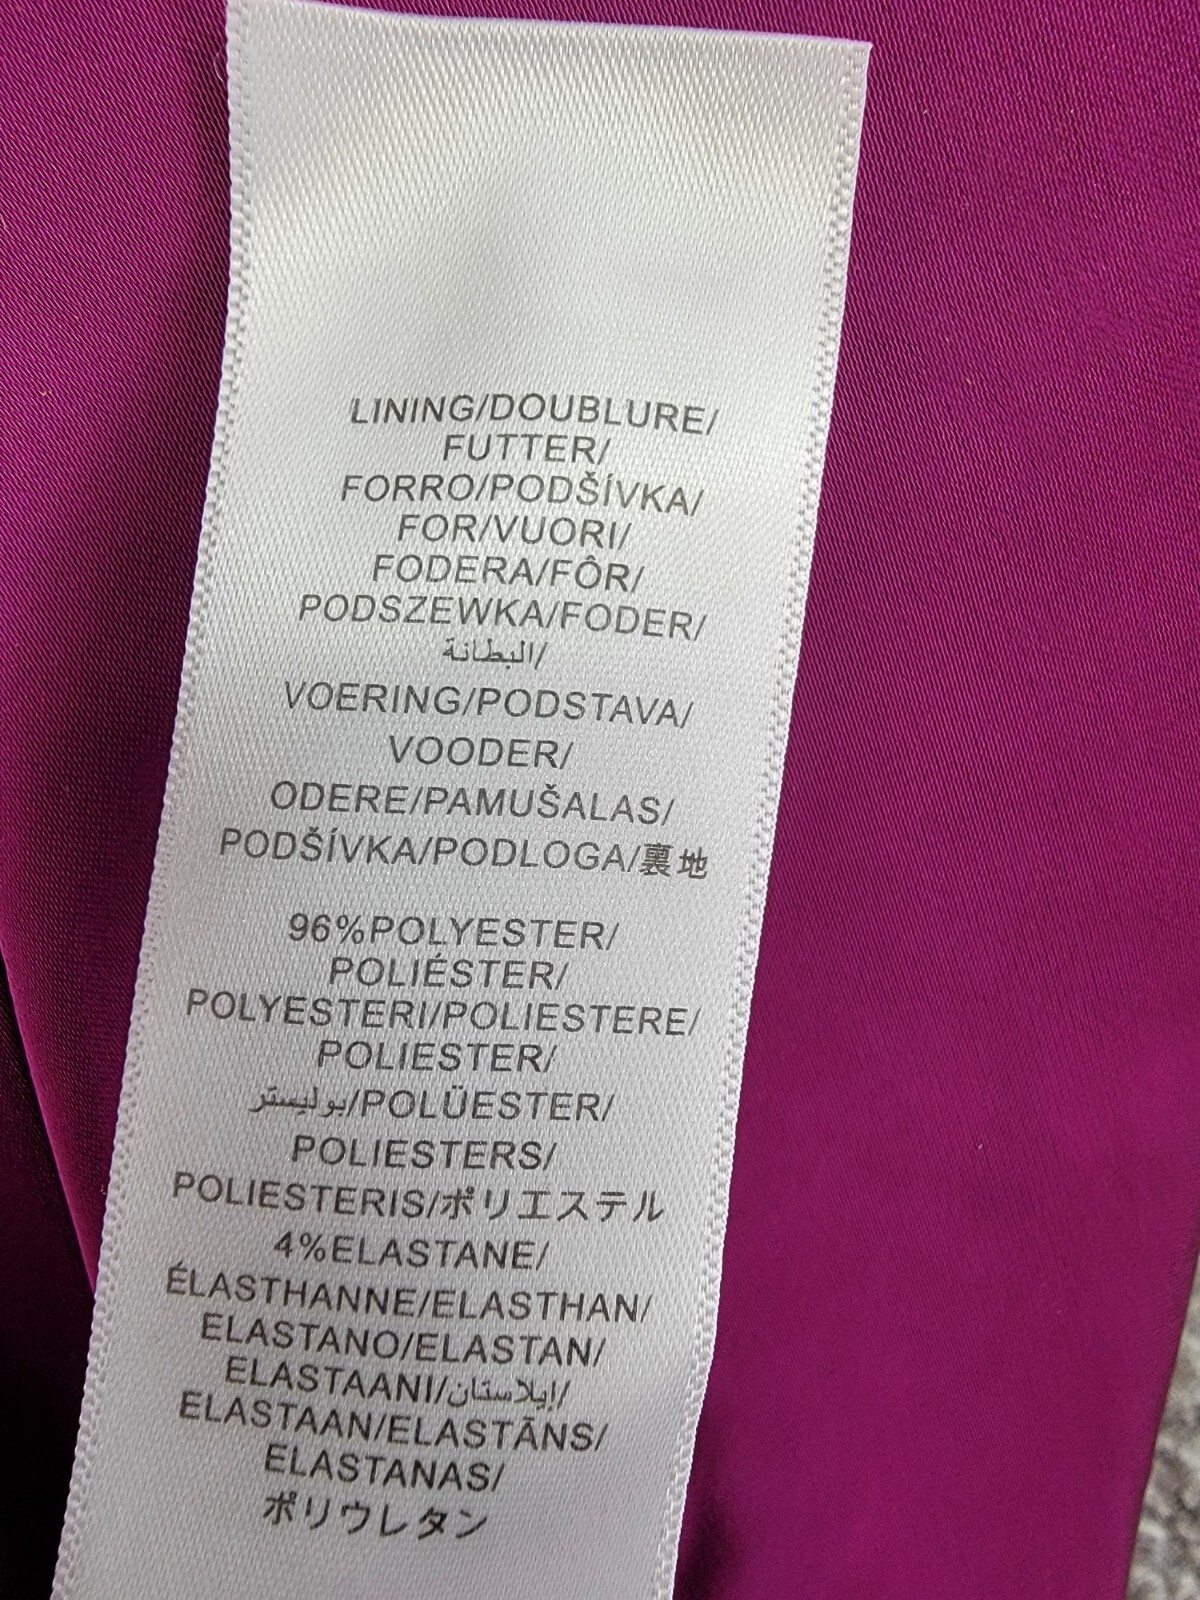 LINING/DOUBLURE/
FUTTER/
FORRO/PODŠÍVKA/
FOR/VUORI/
FODERA/FÔR/
PODSZEWKA/FODER/
البطانة/
VOERING/PODSTAVA/
VOODER/
ODERE/PAMUŠALAS/
PODŠÍVKA/PODLOGA/裏地
96%POLYESTER/
POLIÉSTER/
POLYESTERI/POLIESTERE/
POLIESTER/
بوليستر/POLÜESTER/
POLIESTERS/
POLIESTERIS/ポリエステル
4%ELASTANE/
ÉLASTHANNE/ELASTHAN/
ELASTANO/ELASTAN/
ELASTAANI/إيلاستان/
ELASTAAN/ELASTĀNS/
ELASTANAS/
ポリウレタン